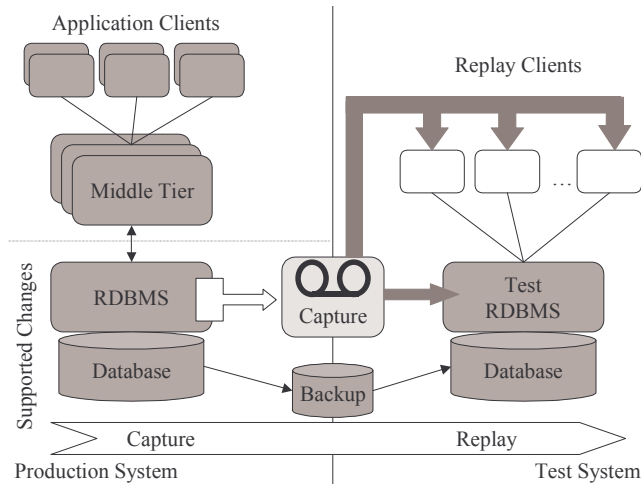 Application Clients
Replay Clients
Middle Tier
...
Supported Changes
RDBMS
Capture
Test
RDBMS
Database
Backup
Database
Capture
Replay
Production System
Test System